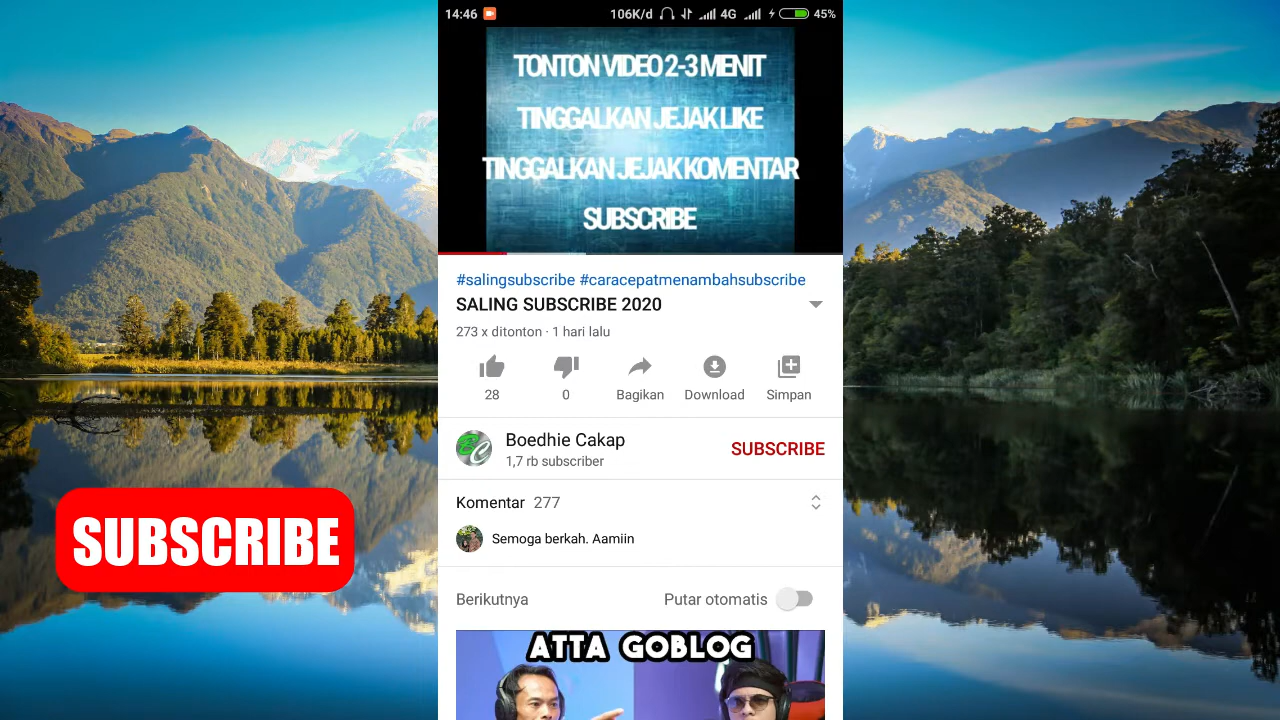 14:46 106K/d 4G 45%
TONTON VIDEO 2-3 MENIT
TINGGALKAN JEJAK LIKE
TINGGALKAN JEJAK KOMENTAR
SUBSCRIBE
#salingsubscribe #caracepatmenambahsubscribe
SALING SUBSCRIBE 2020
273 x ditonton · 1 hari lalu
28 0 Bagikan Download Simpan
BC
Boedhie Cakap
1,7 rb subscriber
SUBSCRIBE
Komentar 277
Semoga berkah. Aamiin
SUBSCRIBE
Berikutnya Putar otomatis
ATTA GOBLOG